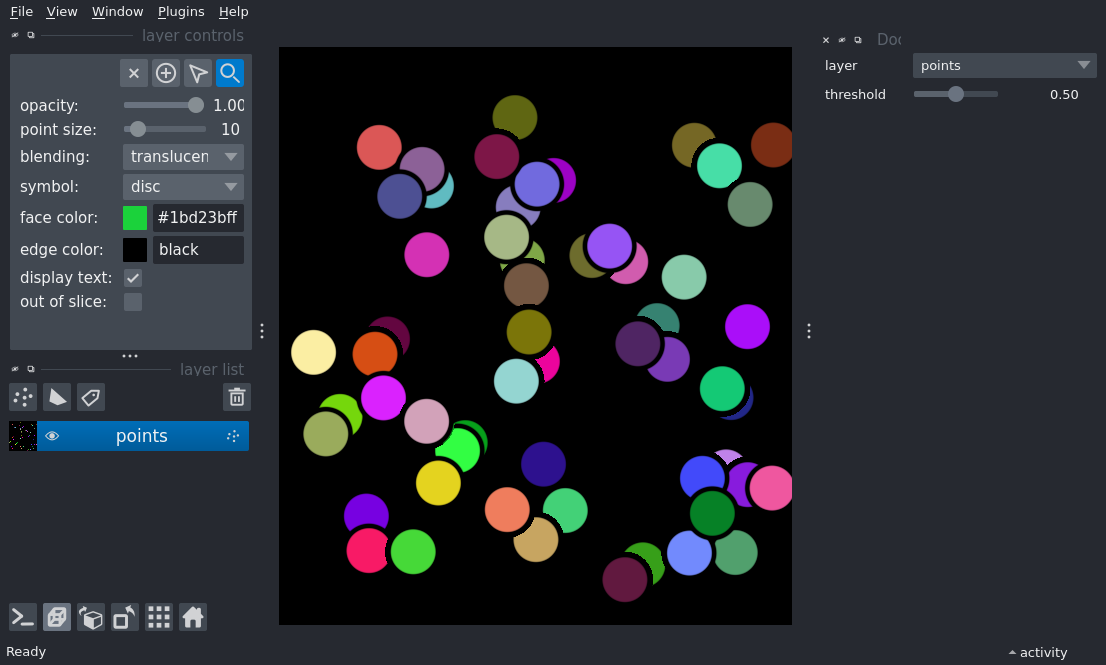 File View Window Plugins Help
layer controls
opacity: 1.00
point size: 10
blending: translucen
symbol: disc
face color: #1bd23bff
edge color: black
display text:
out of slice:
layer list
points
Ready
layer points
threshold 0.50
activity